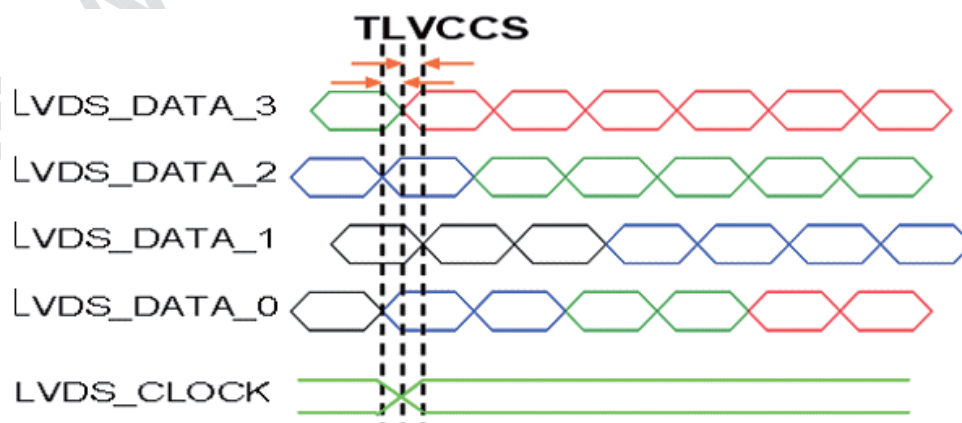 TLVCCS
LVDS_DATA_3
LVDS_DATA_2
LVDS_DATA_1
LVDS_DATA_0
LVDS_CLOCK